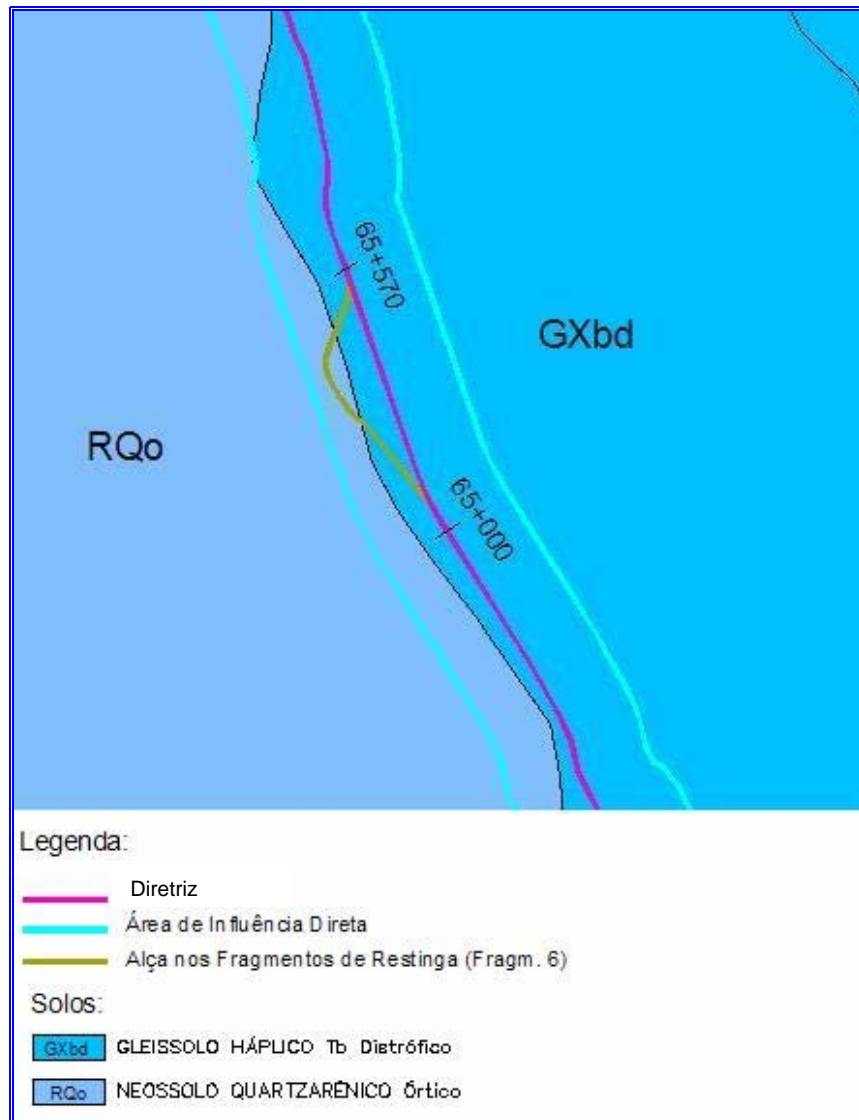 65+570
GXbd
RQo
65+000
Legenda:
Diretriz
Área de Influência Direta
Alça nos Fragmentos de Restinga (Fragm. 6)
Solos:
GXbd GLEISSOLO HÁPLICO Tb Distrófico
RQo NEOSSOLO QUARTZARÊNICO Órtico